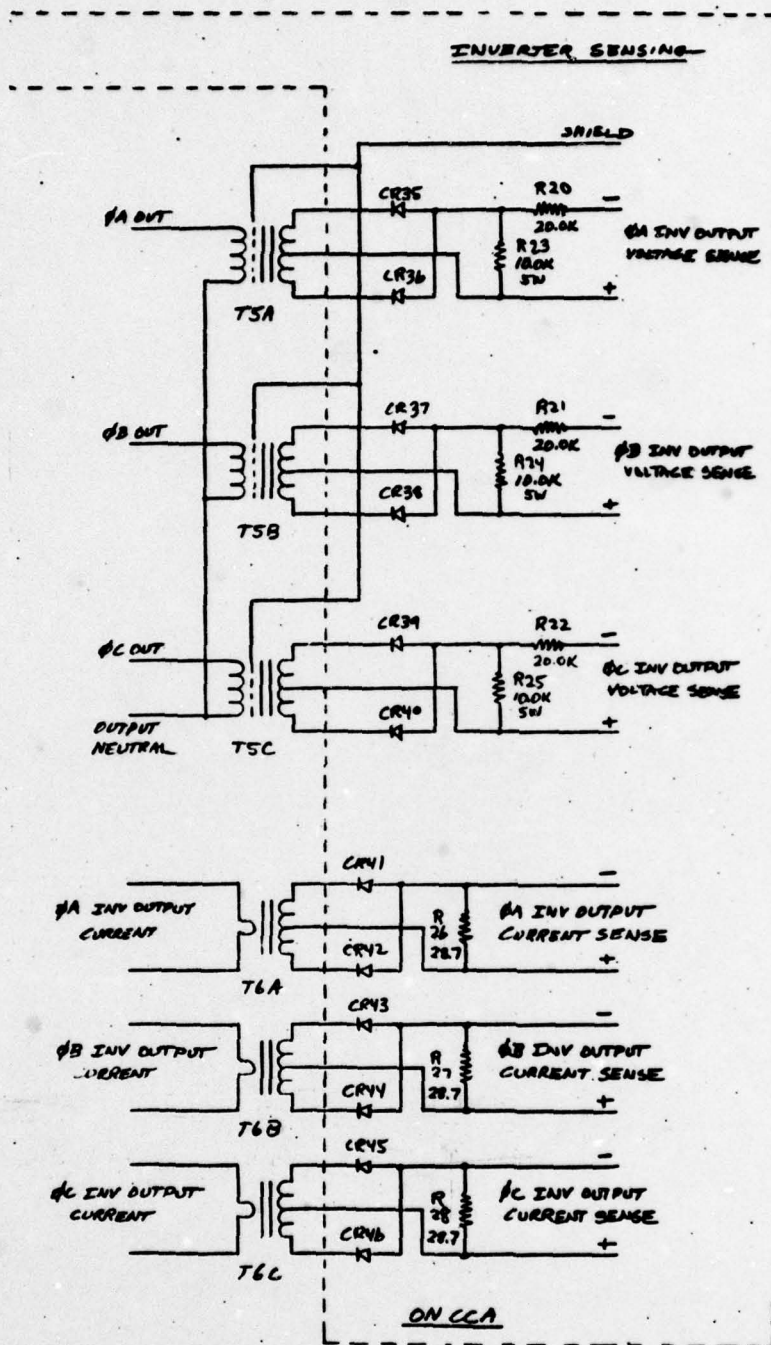 INVERTER SENSING
SHIELD
ØA OUT
CR35
CR36
R20
20.0K
R23
10.0K
5W
-
+
ØA INV OUTPUT
VOLTAGE SENSE
T5A
ØB OUT
CR37
CR38
R21
20.0K
R24
10.0K
5W
-
+
ØB INV OUTPUT
VOLTAGE SENSE
T5B
ØC OUT
CR39
CR40
R22
20.0K
R25
10.0K
5W
-
+
ØC INV OUTPUT
VOLTAGE SENSE
OUTPUT
NEUTRAL
T5C
ØA INV OUTPUT
CURRENT
CR41
CR42
R
26
28.7
-
+
ØA INV OUTPUT
CURRENT SENSE
T6A
ØB INV OUTPUT
CURRENT
CR43
CR44
R
27
28.7
-
+
ØB INV OUTPUT
CURRENT SENSE
T6B
ØC INV OUTPUT
CURRENT
CR45
CR46
R
28
28.7
-
+
ØC INV OUTPUT
CURRENT SENSE
T6C
ON CCA